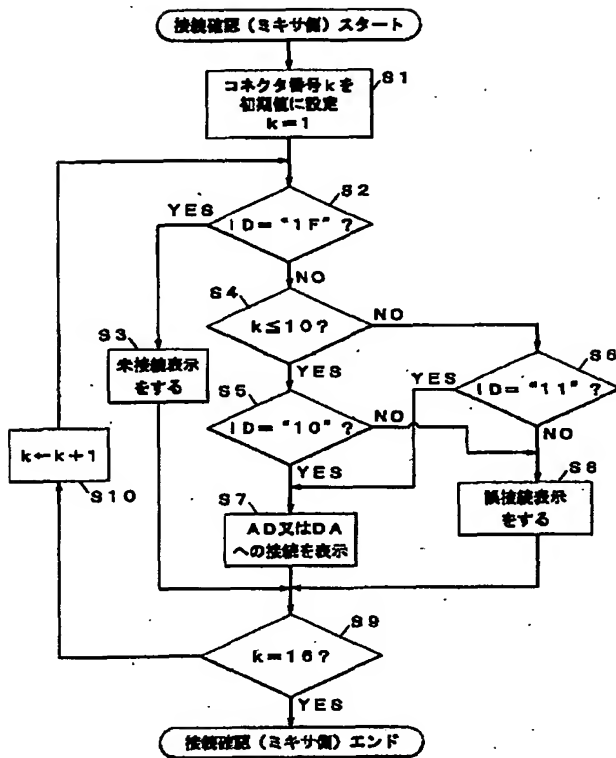 接続確認（ミキサ側）スタート
S1
コネクタ番号kを
初期値に設定
k＝1
S2
YES
ID＝“1F”？
NO
S4
k≦10？
NO
S3
未接続表示
をする
YES
S6
YES
ID＝“11”？
S5
ID＝“10”？
NO
NO
k←k＋1
S10
YES
S7
AD又はDA
への接続を表示
S8
誤接続表示
をする
S9
k＝16？
YES
接続確認（ミキサ側）エンド